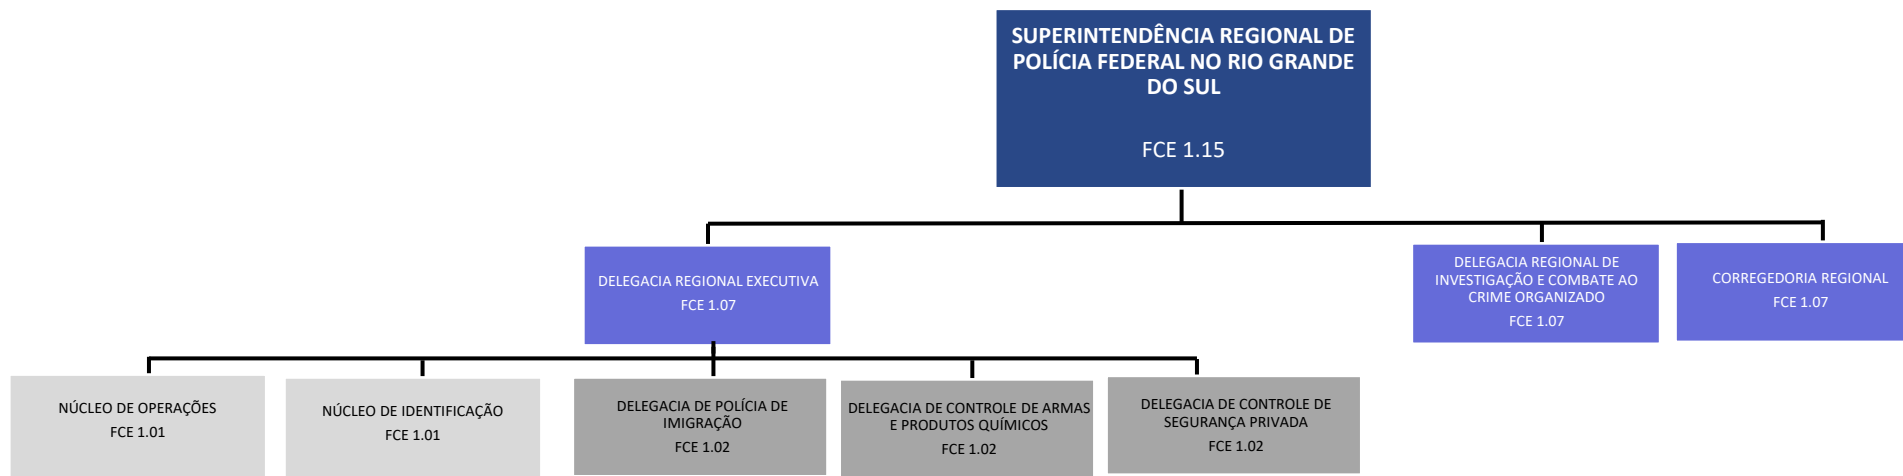 SUPERINTENDÊNCIA REGIONAL DE
POLÍCIA FEDERAL NO RIO GRANDE
DO SUL
FCE 1.15
DELEGACIA REGIONAL EXECUTIVA
FCE 1.07
DELEGACIA REGIONAL DE
INVESTIGAÇÃO E COMBATE AO
CRIME ORGANIZADO
FCE 1.07
CORREGEDORIA REGIONAL
FCE 1.07
NÚCLEO DE OPERAÇÕES
FCE 1.01
NÚCLEO DE IDENTIFICAÇÃO
FCE 1.01
DELEGACIA DE POLÍCIA DE
IMIGRAÇÃO
FCE 1.02
DELEGACIA DE CONTROLE DE ARMAS
E PRODUTOS QUÍMICOS
FCE 1.02
DELEGACIA DE CONTROLE DE
SEGURANÇA PRIVADA
FCE 1.02